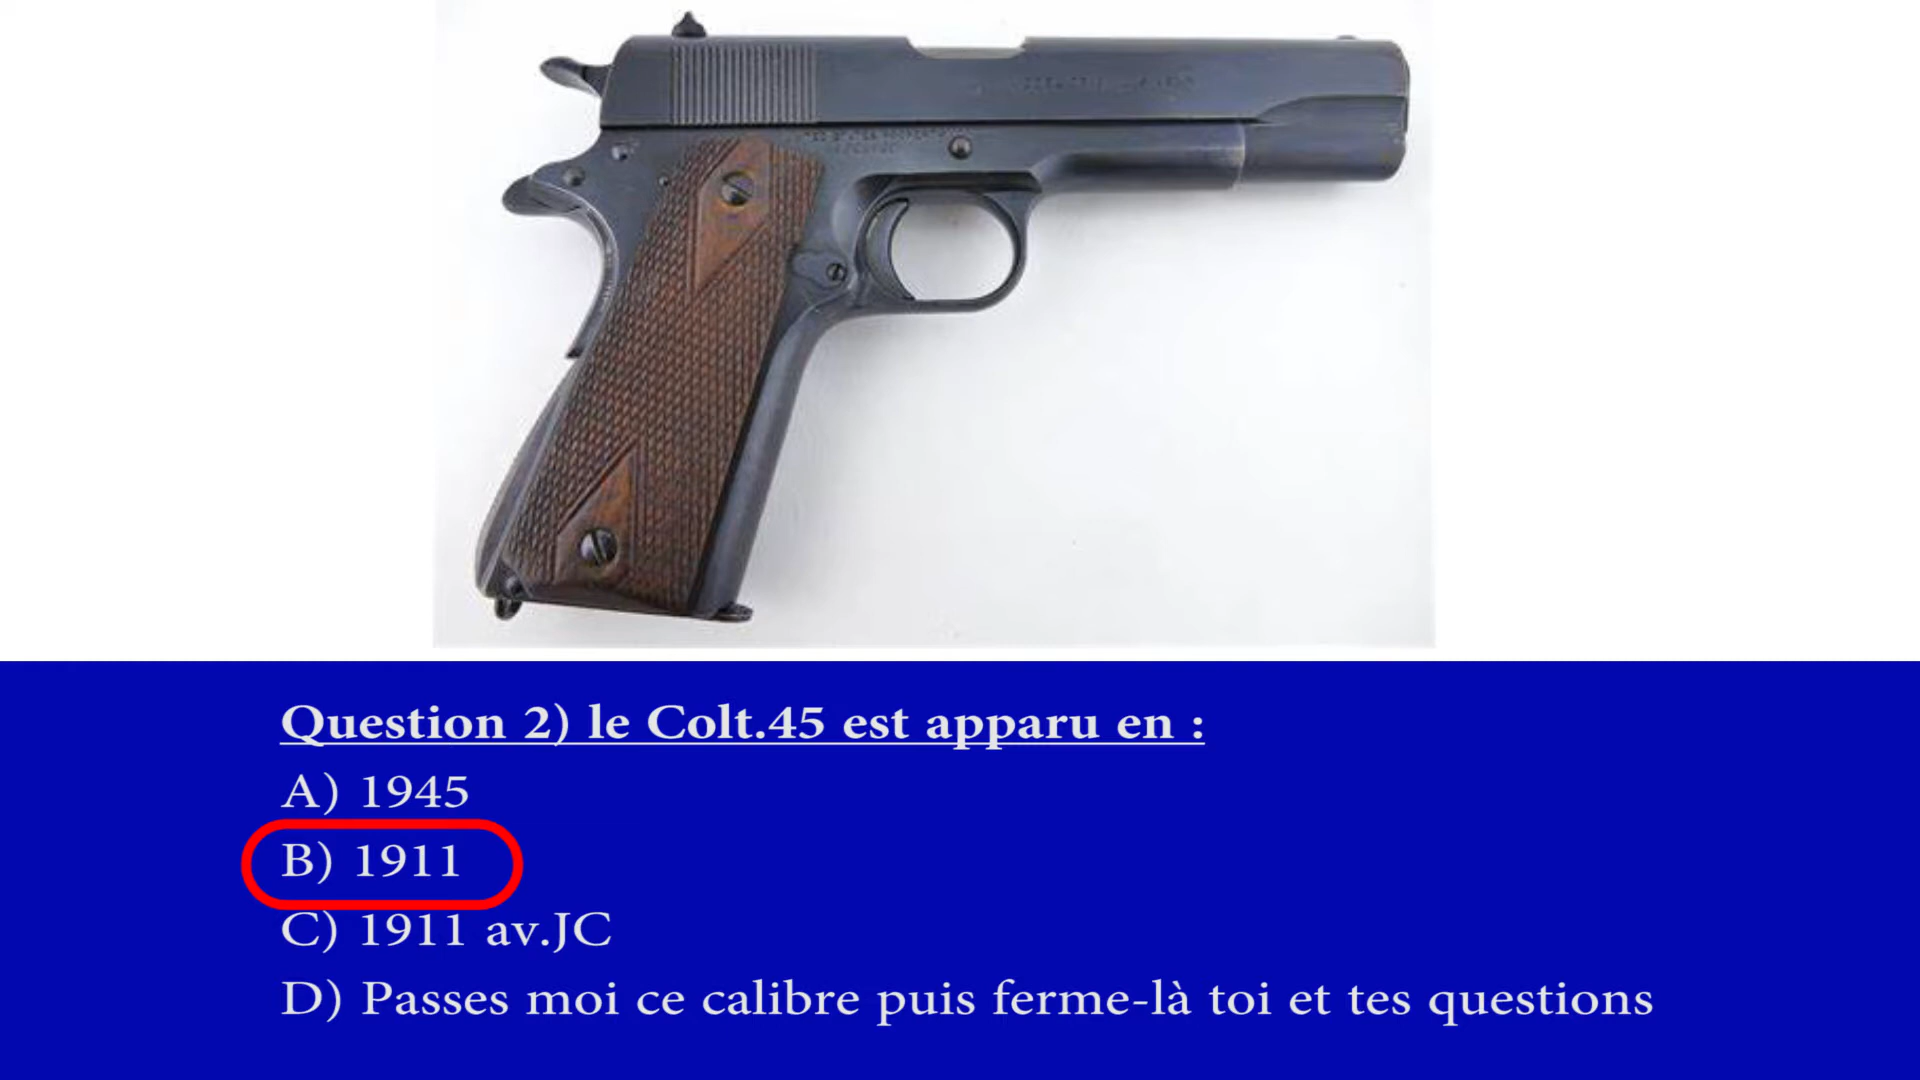 Question 2) le Colt.45 est apparu en :
A) 1945
B) 1911
C) 1911 av.JC
D) Passes moi ce calibre puis ferme-là toi et tes questions